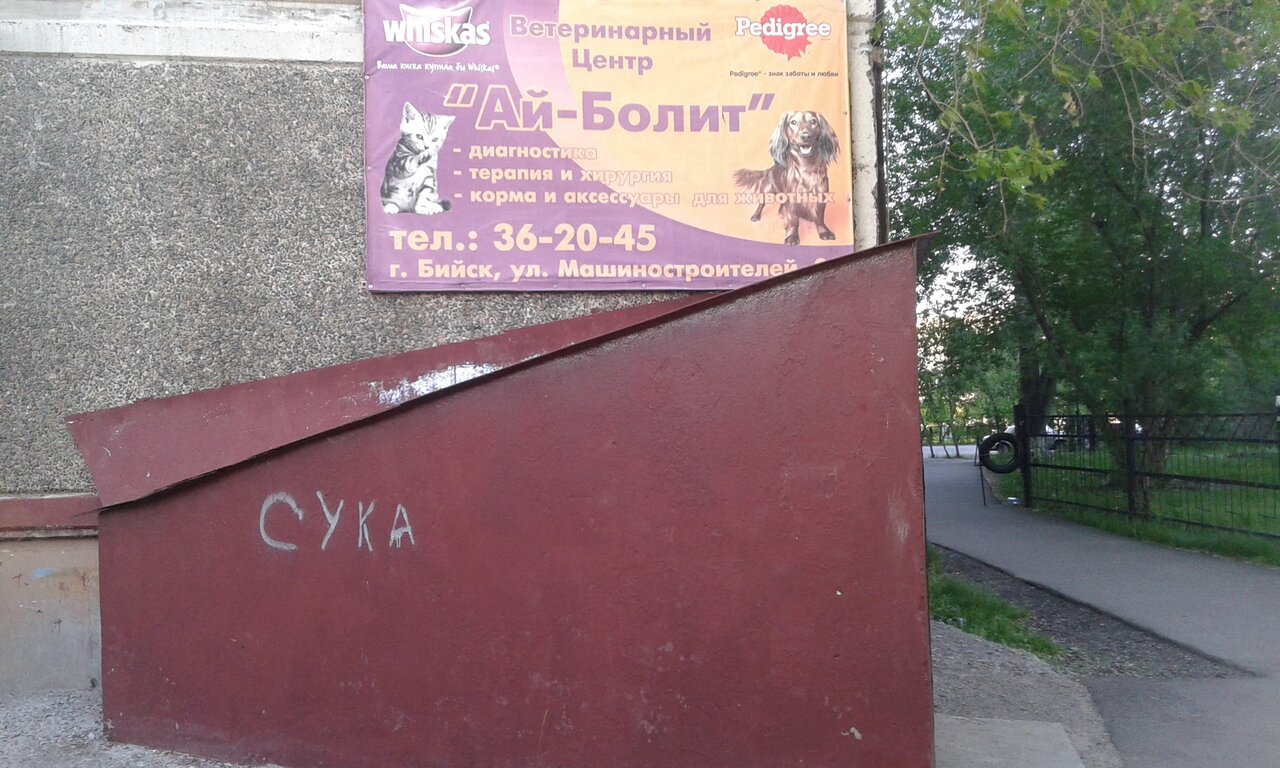 whiskas
Ваша киска купила бы Whiskas®
Ветеринарный
Центр
Pedigree
Pedigree® - знак заботы и любви
"Ай-Болит"
- диагностика
- терапия и хирургия
- корма и аксессуары для животных
тел.: 36-20-45
г. Бийск, ул. Машиностроителей,
СУКА